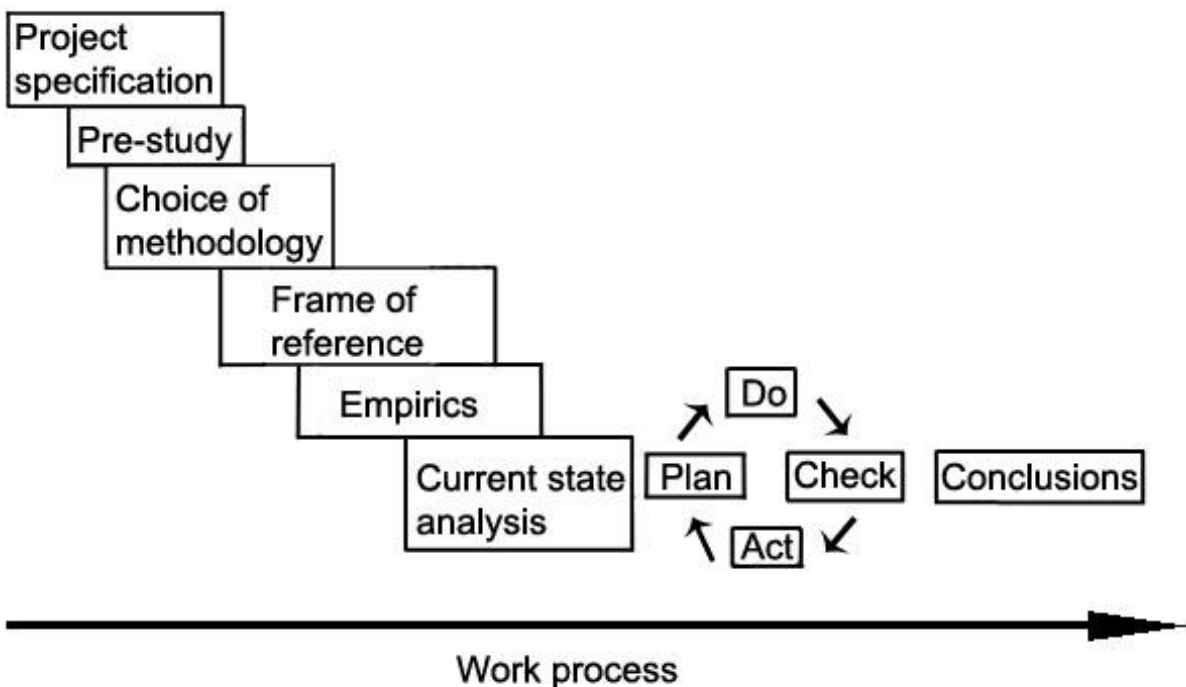 Project
specification
Pre-study
Choice of
methodology
Frame of
reference
Empirics
Current state
analysis
Plan
Do
Check
Act
Conclusions
Work process